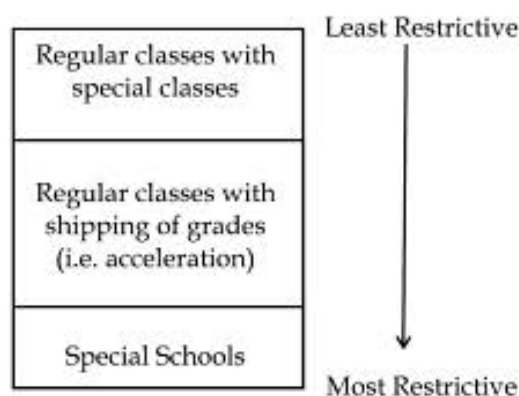 Least Restrictive
Regular classes with
special classes
Regular classes with
shipping of grades
(i.e. acceleration)
Special Schools
Most Restrictive